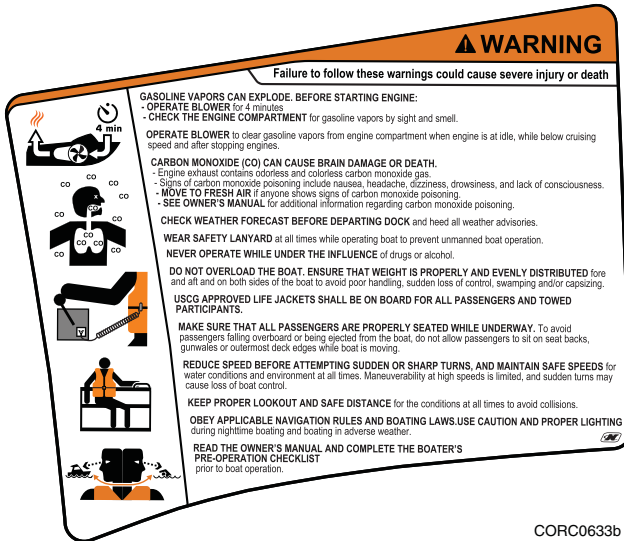 WARNING
Failure to follow these warnings could cause severe injury or death
GASOLINE VAPORS CAN EXPLODE. BEFORE STARTING ENGINE:
- OPERATE BLOWER for 4 minutes
- CHECK THE ENGINE COMPARTMENT for gasoline vapors by sight and smell.
4 min
OPERATE BLOWER to clear gasoline vapors from engine compartment when engine is at idle, while below cruising
speed and after stopping engines.
CARBON MONOXIDE (CO) CAN CAUSE BRAIN DAMAGE OR DEATH.
- Engine exhaust contains odorless and colorless carbon monoxide gas.
- Signs of carbon monoxide poisoning include nausea, headache, dizziness, drowsiness, and lack of consciousness.
- MOVE TO FRESH AIR if anyone shows signs of carbon monoxide poisoning.
- SEE OWNER'S MANUAL for additional information regarding carbon monoxide poisoning.
CO CO
CO CO
CO CO
CO
CO CO
CO CO
CO CO
CHECK WEATHER FORECAST BEFORE DEPARTING DOCK and heed all weather advisories.
WEAR SAFETY LANYARD at all times while operating boat to prevent unmanned boat operation.
NEVER OPERATE WHILE UNDER THE INFLUENCE of drugs or alcohol.
DO NOT OVERLOAD THE BOAT. ENSURE THAT WEIGHT IS PROPERLY AND EVENLY DISTRIBUTED fore
and aft and on both sides of the boat to avoid poor handling, sudden loss of control, swamping and/or capsizing.
USCG APPROVED LIFE JACKETS SHALL BE ON BOARD FOR ALL PASSENGERS AND TOWED
PARTICIPANTS.
MAKE SURE THAT ALL PASSENGERS ARE PROPERLY SEATED WHILE UNDERWAY. To avoid
passengers falling overboard or being ejected from the boat, do not allow passengers to sit on seat backs,
gunwales or outermost deck edges while boat is moving.
REDUCE SPEED BEFORE ATTEMPTING SUDDEN OR SHARP TURNS, AND MAINTAIN SAFE SPEEDS for
water conditions and environment at all times. Maneuverability at high speeds is limited, and sudden turns may
cause loss of boat control.
KEEP PROPER LOOKOUT AND SAFE DISTANCE for the conditions at all times to avoid collisions.
OBEY APPLICABLE NAVIGATION RULES AND BOATING LAWS.USE CAUTION AND PROPER LIGHTING
during nighttime boating and boating in adverse weather.
READ THE OWNER'S MANUAL AND COMPLETE THE BOATER'S
PRE-OPERATION CHECKLIST
prior to boat operation.
CORC0633b